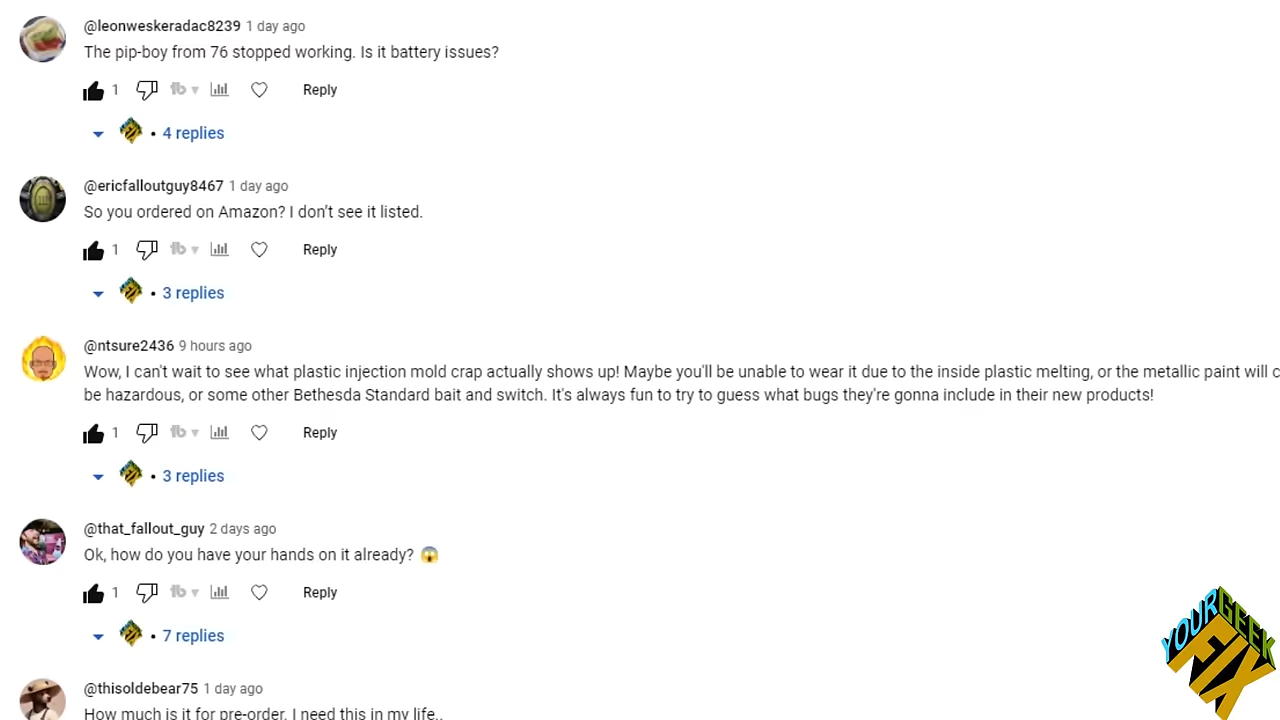 @leonweskeradac8239 1 day ago
The pip-boy from 76 stopped working. Is it battery issues?
1 Reply
• 4 replies
@ericfalloutguy8467 1 day ago
So you ordered on Amazon? I don't see it listed.
1 Reply
• 3 replies
@ntsure2436 9 hours ago
Wow, I can't wait to see what plastic injection mold crap actually shows up! Maybe you'll be unable to wear it due to the inside plastic melting, or the metallic paint will c
be hazardous, or some other Bethesda Standard bait and switch. It's always fun to try to guess what bugs they're gonna include in their new products!
1 Reply
• 3 replies
@that_fallout_guy 2 days ago
Ok, how do you have your hands on it already? 😱
1 Reply
• 7 replies
@thisoldebear75 1 day ago
How much is it for pre-order. I need this in my life..
YOUR GEEK
FIX